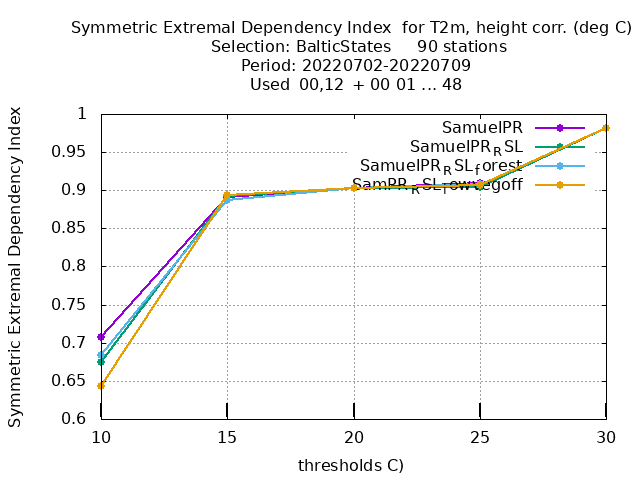 Symmetric Extremal Dependency Index for T2m, height corr. (deg C)
Selection: BalticStates 90 stations
Period: 20220702-20220709
Used 00,12 + 00 01 ... 48
Symmetric Extremal Dependency Index
1
0.95
0.9
0.85
0.8
0.75
0.7
0.65
0.6
SamuelPR
SamuelPR_RSL
SamuelPR_RSL_forest
10
15
20
25
30
thresholds C)